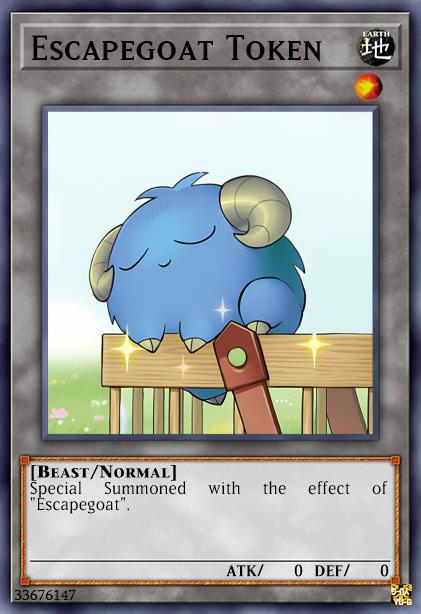 Escapegoat Token
EARTH
地
[Beast/Normal]
Special Summoned with the effect of
"Escapegoat".
ATK/ 0 DEF/ 0
33676147